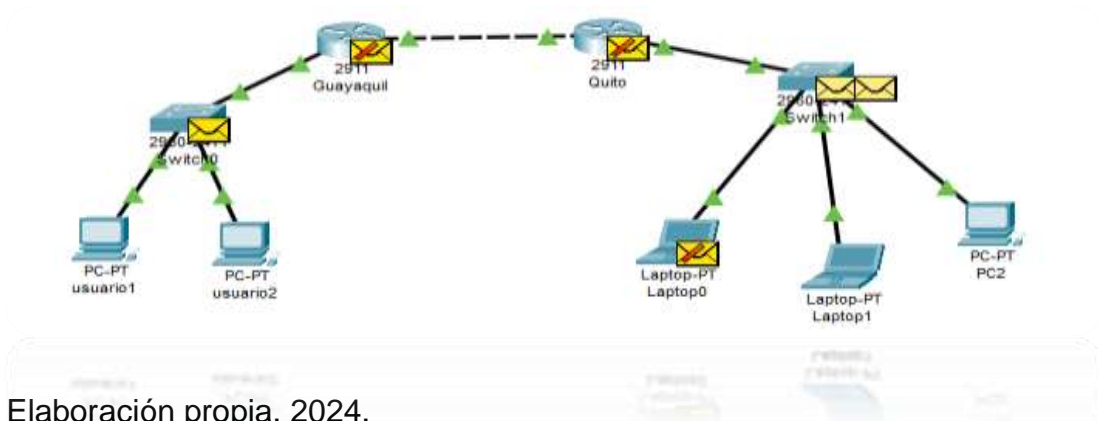 2911
Guayaquil
2911
Quito
Switch0
Switch1
PC-PT
usuario1
PC-PT
usuario2
Laptop-PT
Laptop0
Laptop-PT
Laptop1
PC-PT
PC2
Elaboración propia, 2024.